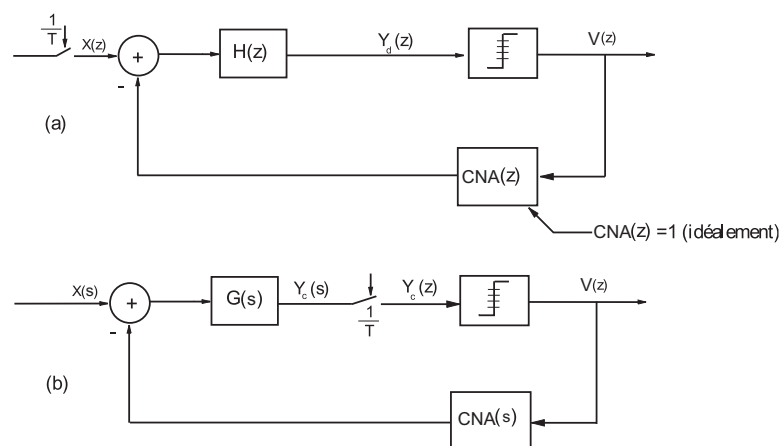 1
T
X(z)
+
-
H(z)
Y_d(z)
V(z)
(a)
CNA(z)
CNA(z) =1 (idéalement)
X(s)
+
-
G(s)
Y_c(s)
1
T
Y_c(z)
V(z)
(b)
CNA(s)